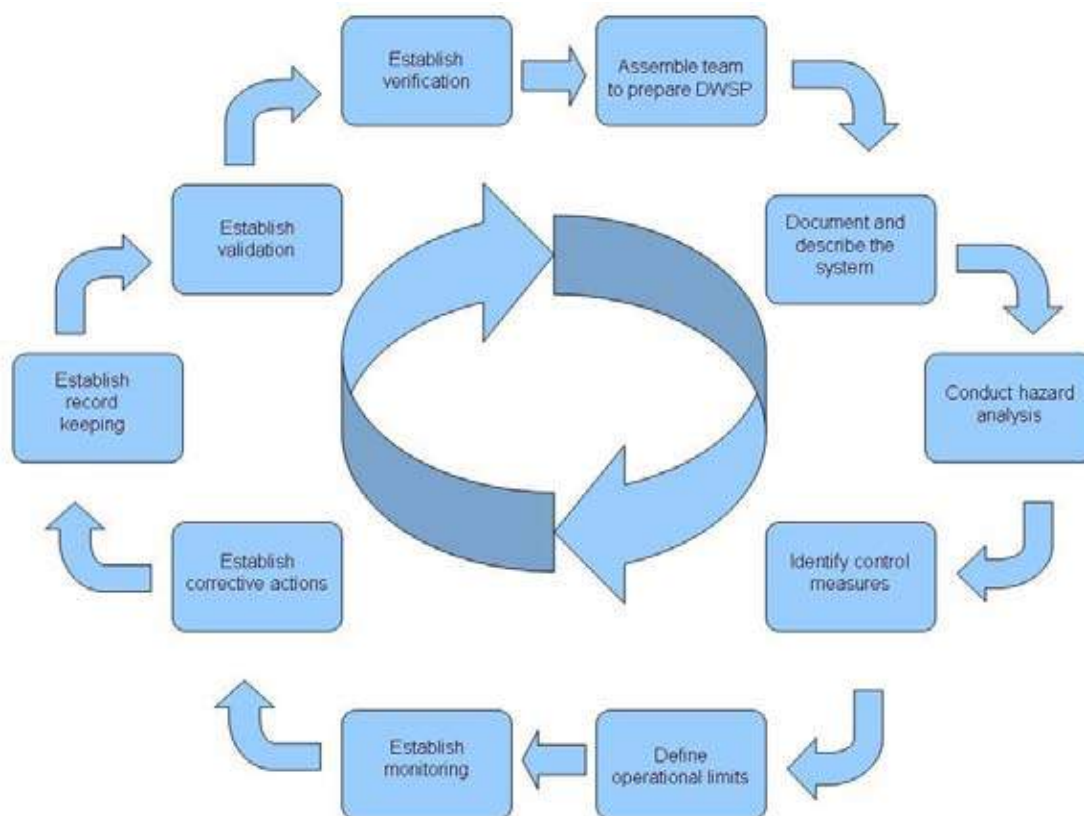 Establish
verification
Assemble team
to prepare DWSP
Document and
describe the
system
Conduct hazard
analysis
Identify control
measures
Define
operational limits
Establish
monitoring
Establish
corrective actions
Establish
record
keeping
Establish
validation